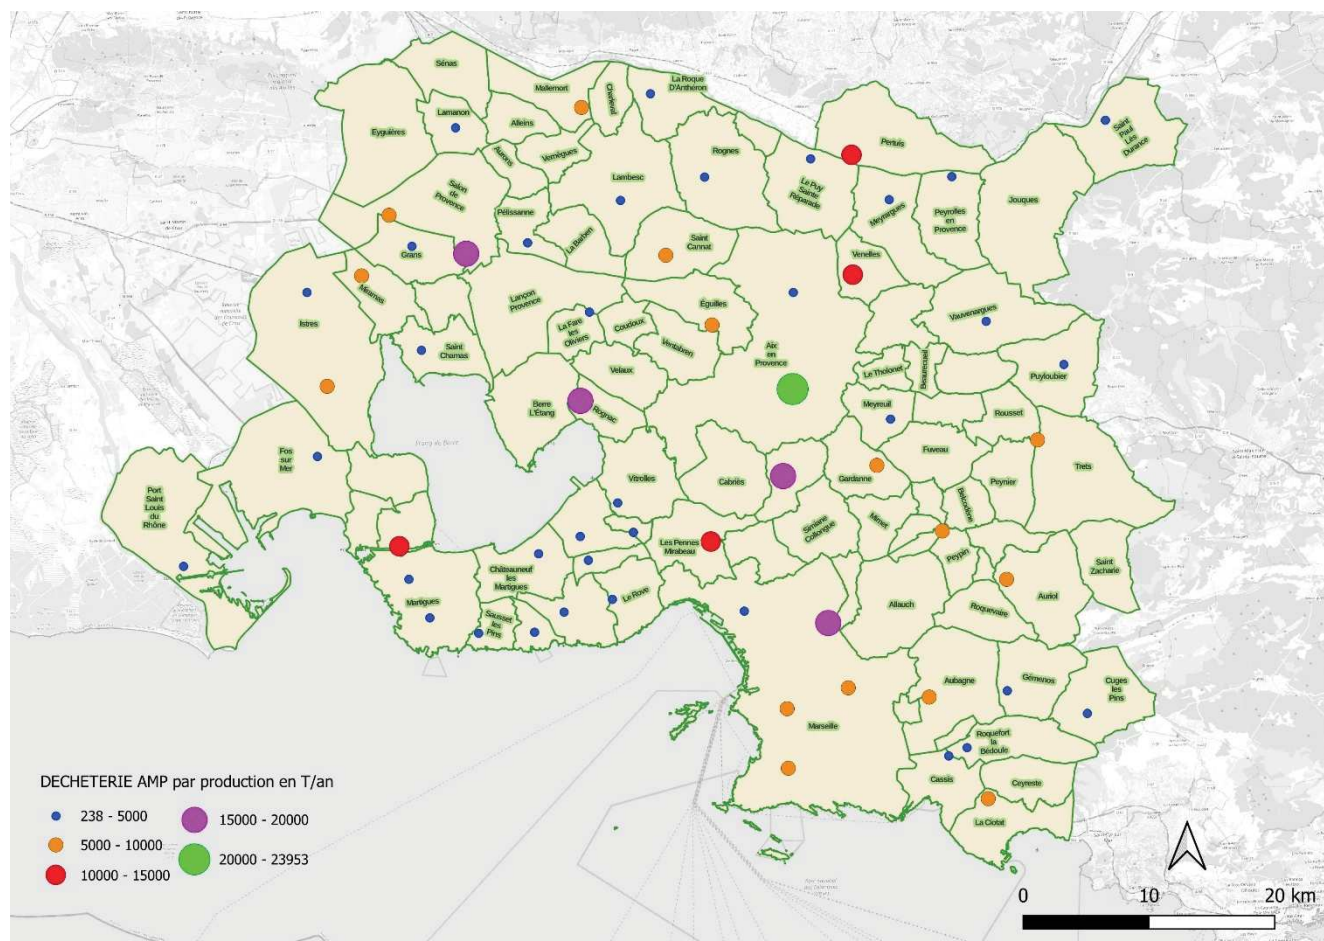 Sénas
Mallemort
Charleval
La Roque
D'Anthéron
Lamanon
Alleins
Eyguières
Aurons
Vernègues
Pertuis
Saint
Paul
Lès
Durance
Rognes
Lambesc
Le Puy
Sainte
Réparade
Salon
de
Provence
Meyrargues
Peyrolles
en
Provence
Jouques
Pélissanne
La Barben
Saint
Cannat
Grans
Venelles
Miramas
Lançon
Provence
Éguilles
Istres
La Fare
les
Oliviers
Coudoux
Ventabren
Vauvenargues
Saint
Chamas
Aix
en
Provence
Velaux
Le Tholonet
Beaurecueil
Puyloubier
Berre
L'Étang
Rognac
Meyreuil
Rousset
Étang de Berre
Fos
sur
Mer
Fuveau
Trets
Vitrolles
Cabriès
Gardanne
Peynier
Port
Saint
Louis
du
Rhône
Belcodène
Simiane
Collongue
Mimet
Les Pennes
Mirabeau
Peypin
Saint
Zacharie
Châteauneuf
les
Martigues
Martigues
Le Rove
Allauch
Auriol
Roquevaire
Sausset
les
Pins
Aubagne
Gémenos
Cuges
les
Pins
Marseille
Roquefort
la
Bédoule
Cassis
Ceyreste
La Ciotat
DECHETERIE AMP par production en T/an
238 - 5000
15000 - 20000
5000 - 10000
20000 - 23953
10000 - 15000
0 10 20 km